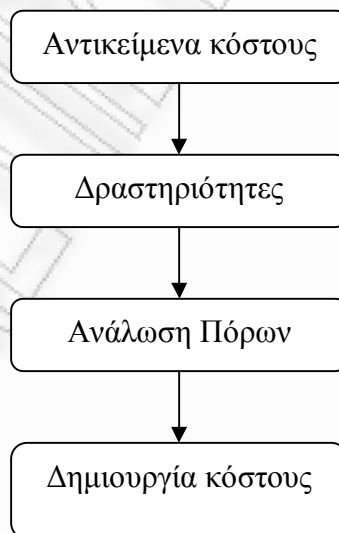 Αντικείμενα κόστους
Δραστηριότητες
Ανάλωση Πόρων
Δημιουργία κόστους